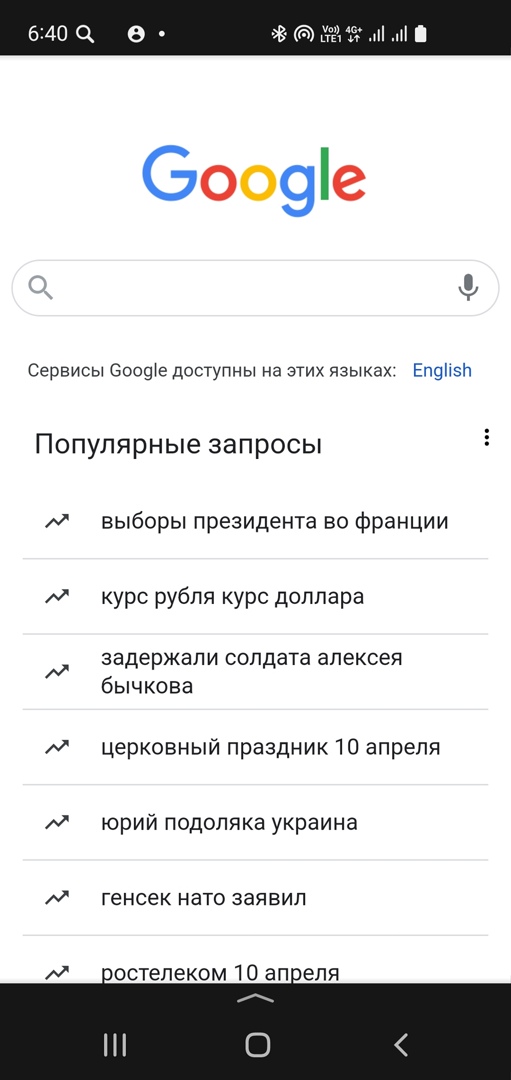 6:40
Vo)) LTE1 4G+
Google
Сервисы Google доступны на этих языках: English
Популярные запросы
выборы президента во франции
курс рубля курс доллара
задержали солдата алексея
бычкова
церковный праздник 10 апреля
юрий подоляка украина
генсек нато заявил
ростелеком 10 апреля